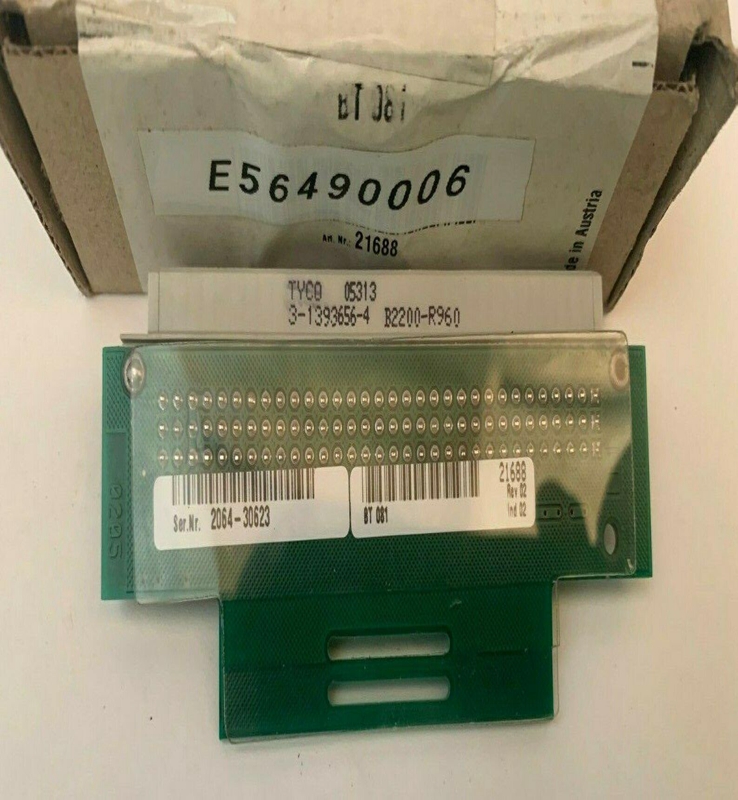 BT 081
E56490006
Art. Nr. 21688
de in Austria
TYCO 05313
3-1393656-4 B2200-R960
Ser.Nr. 2064-30623
21688
Rev 02
BT 081
Ind 02
0295